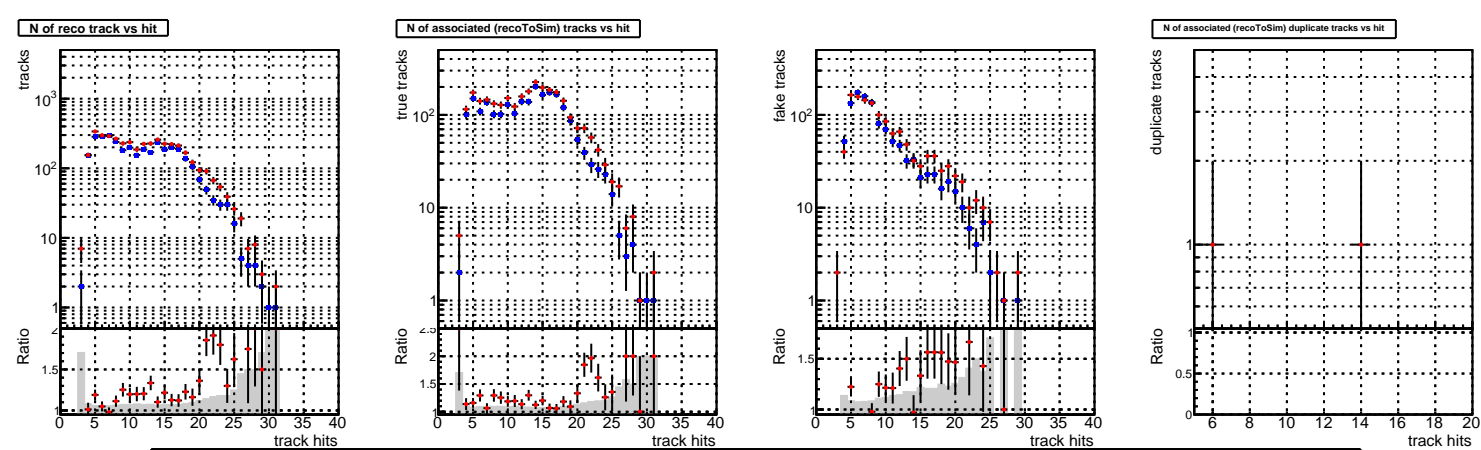 N of reco track vs hit
tracks
10³
10²
10
1
Ratio
2
1.5
1
0 5 10 15 20 25 30 35 40
track hits
N of associated (recoToSim) tracks vs hit
true tracks
10²
10
1
Ratio
2.5
2
1.5
1
0 5 10 15 20 25 30 35 40
track hits
fake tracks
10²
10
1
Ratio
1.5
1
0 5 10 15 20 25 30 35 40
track hits
N of associated (recoToSim) duplicate tracks vs hit
duplicate tracks
1
Ratio
1
0.5
0
6 8 10 12 14 16 18 20
track hits